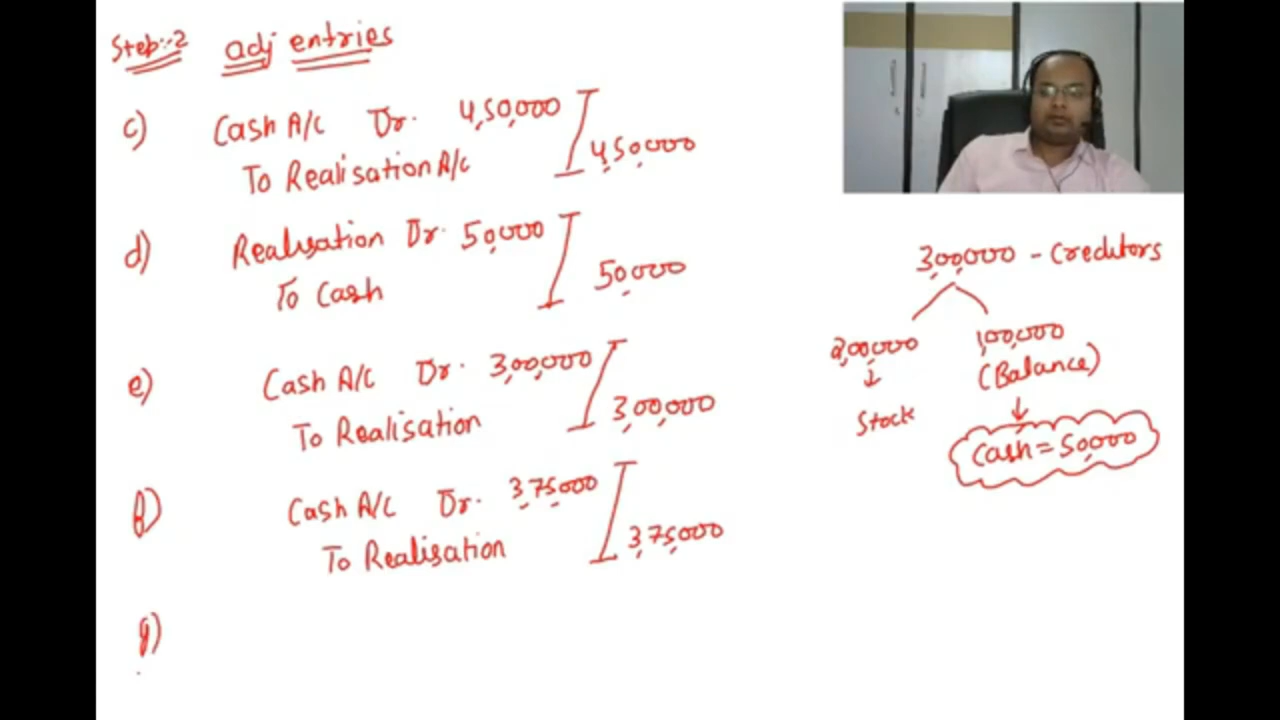 Step:-2 adj entries
c) Cash A/c Dr. 4,50,000
To Realisation A/c 4,50,000
d) Realisation Dr. 50,000
To Cash 50,000
e) Cash A/c Dr. 3,00,000
To Realisation 3,00,000
f) Cash A/c Dr. 3,75,000
To Realisation 3,75,000
g)
3,00,000 - Creditors
2,00,000 1,00,000
(Balance)
Stock
Cash = 50,000